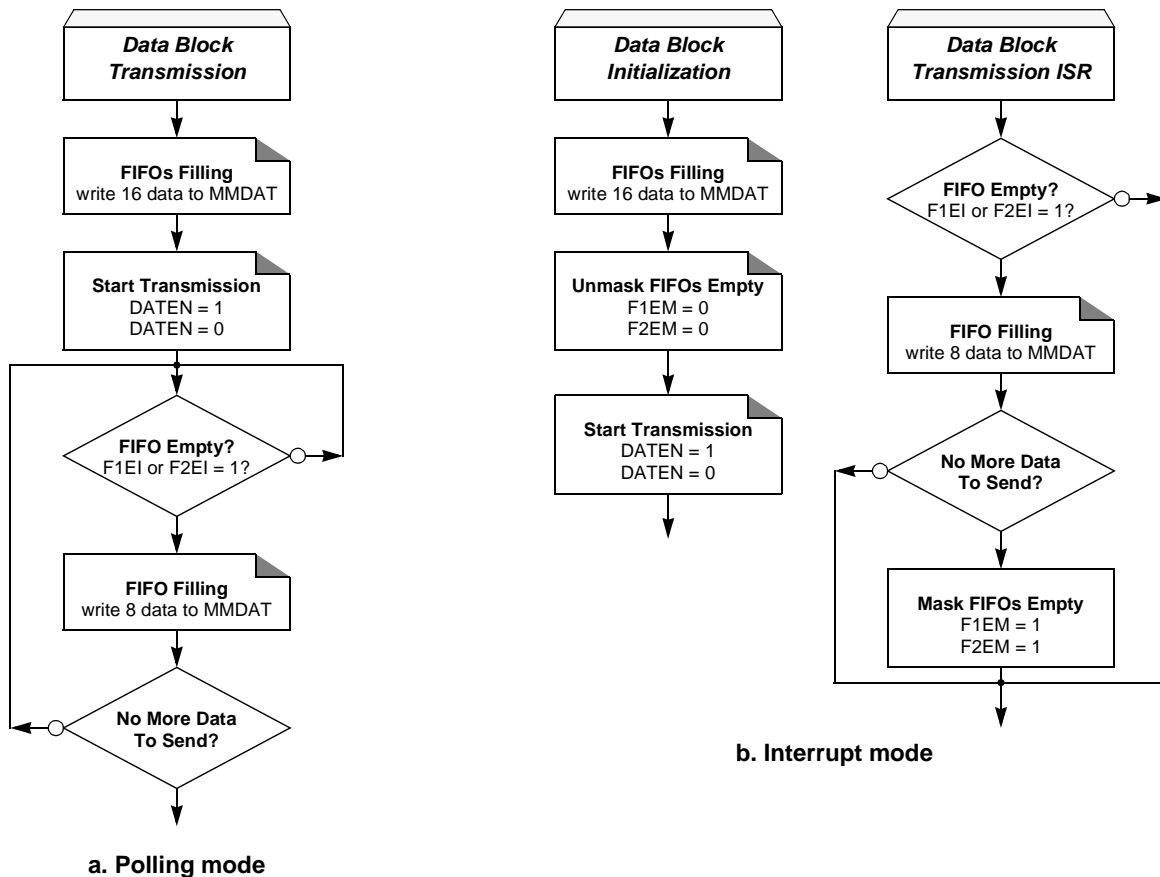 Data Block
Transmission
FIFOs Filling
write 16 data to MMDAT
Start Transmission
DATEN = 1
DATEN = 0
FIFO Empty?
F1EI or F2EI = 1?
FIFO Filling
write 8 data to MMDAT
No More Data
To Send?
a. Polling mode
Data Block
Initialization
FIFOs Filling
write 16 data to MMDAT
Unmask FIFOs Empty
F1EM = 0
F2EM = 0
Start Transmission
DATEN = 1
DATEN = 0
Data Block
Transmission ISR
FIFO Empty?
F1EI or F2EI = 1?
FIFO Filling
write 8 data to MMDAT
No More Data
To Send?
Mask FIFOs Empty
F1EM = 1
F2EM = 1
b. Interrupt mode